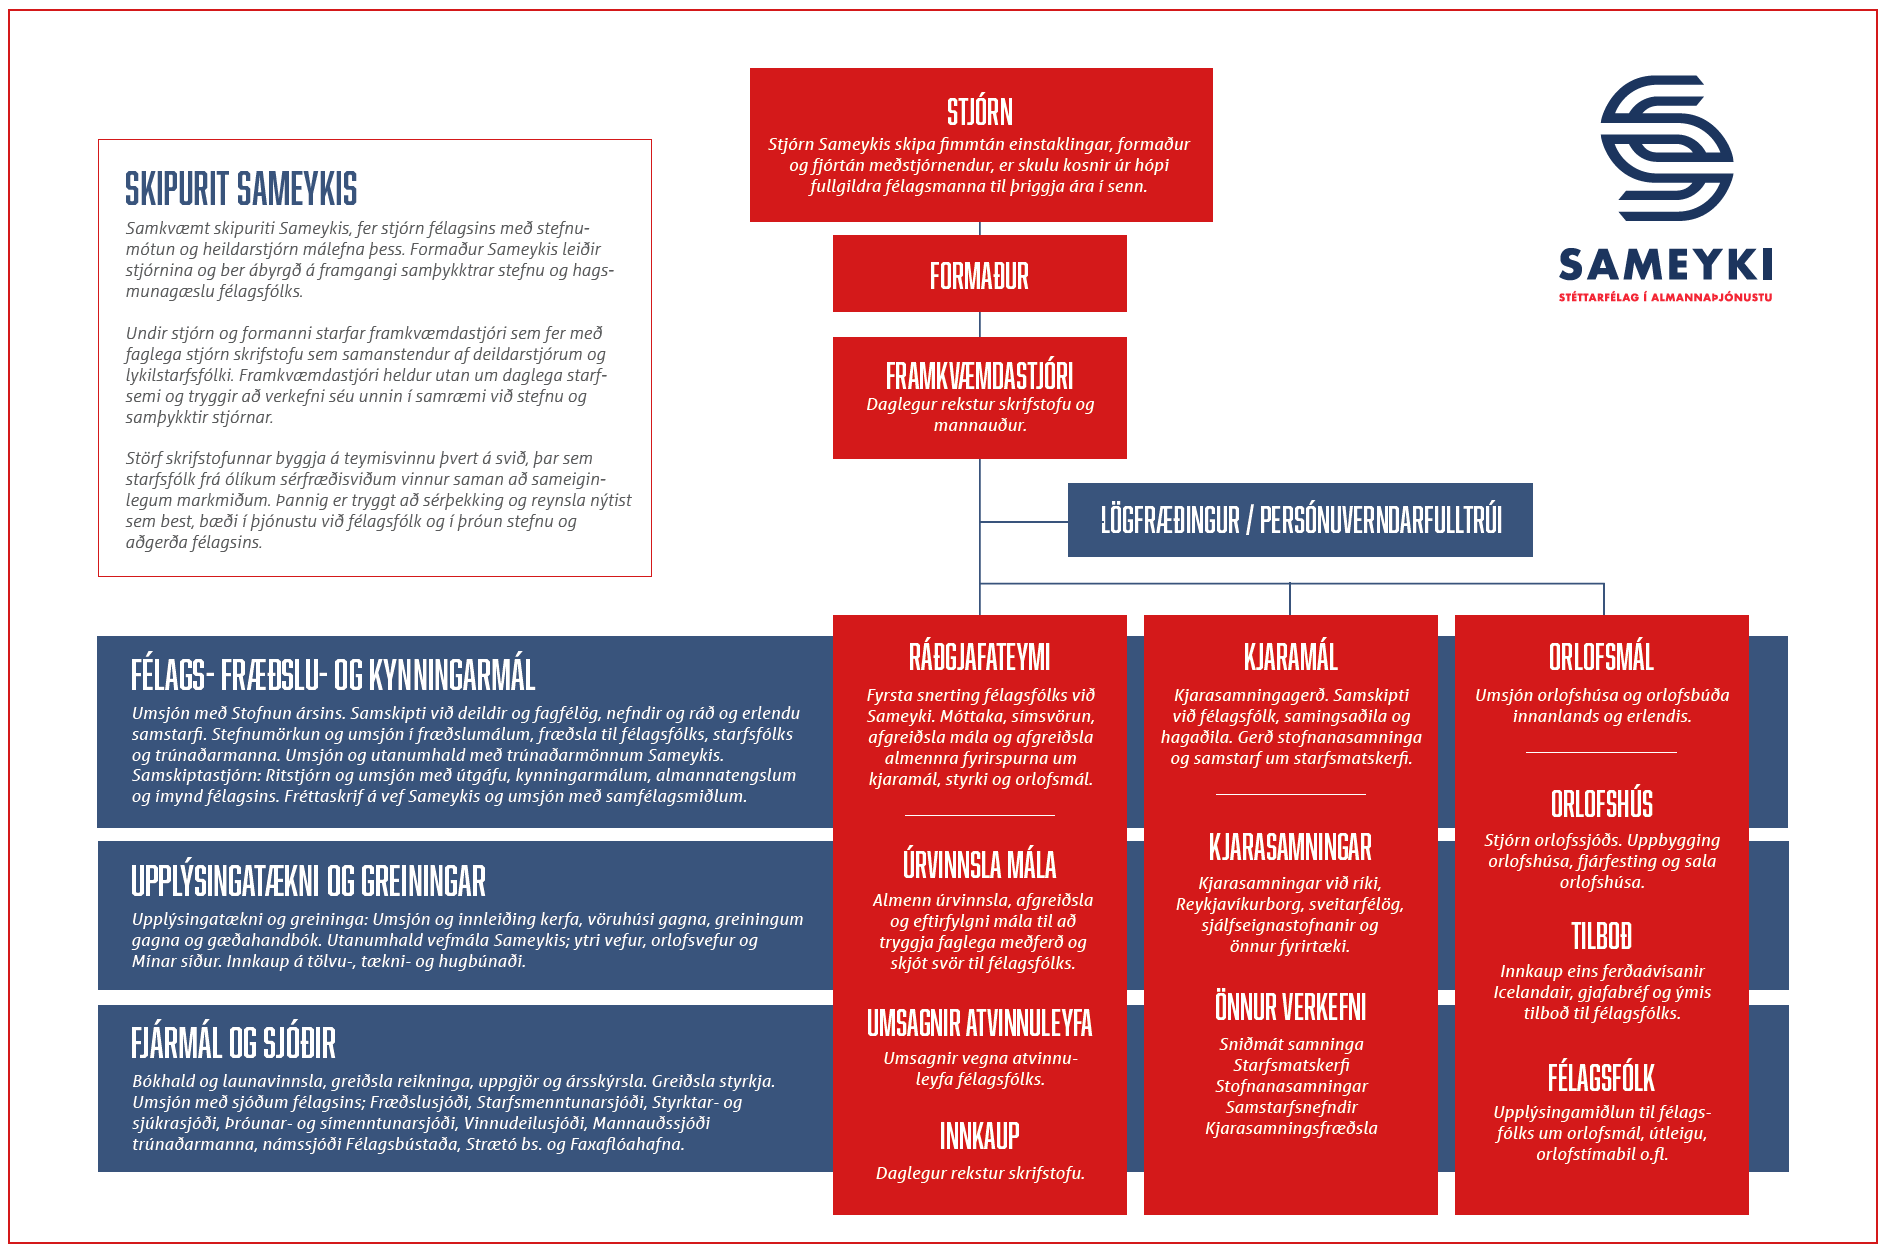 STJÓRN
Stjórn Sameykis skipa fimmtán einstaklingar, formaður
og fjórtán meðstjórnendur, er skulu kosnir úr hópi
fullgildra félagsmanna til þriggja ára í senn.
SAMEYKI
STÉTTARFÉLAG Í ALMANNAÞJÓNUSTU
SKIPURIT SAMEYKIS
Samkvæmt skipuriti Sameykis, fer stjórn félagsins með stefnu-
mótun og heildarstjórn málefna þess. Formaður Sameykis leiðir
stjórnina og ber ábyrgð á framgangi samþykktrar stefnu og hags-
munagæslu félagsfólks.
Undir stjórn og formanni starfar framkvæmdastjóri sem fer með
faglega stjórn skrifstofu sem samanstendur af deildarstjórum og
lykilstarfsfólki. Framkvæmdastjóri heldur utan um daglega starf-
semi og tryggir að verkefni séu unnin í samræmi við stefnu og
samþykktir stjórnar.
Störf skrifstofunnar byggja á teymisvinnu þvert á svið, þar sem
starfsfólk frá ólíkum sérfræðisviðum vinnur saman að sameigin-
legum markmiðum. Þannig er tryggt að sérþekking og reynsla nýtist
sem best, bæði í þjónustu við félagsfólk og í þróun stefnu og
aðgerða félagsins.
FORMAÐUR
FRAMKVÆMDASTJÓRI
Daglegur rekstur skrifstofu og
mannauður.
LÖGFRÆÐINGUR / PERSÓNUVERNDARFULLTRÚI
FÉLAGS- FRÆÐSLU- OG KYNNINGARMÁL
Umsjón með Stofnun ársins. Samskipti við deildir og fagfélög, nefndir og ráð og erlendu
samstarfi. Stefnumörkun og umsjón í fræðslumálum, fræðsla til félagsfólks, starfsfólks
og trúnaðarmanna. Umsjón og utanumhald með trúnaðarmönnum Sameykis.
Samskiptastjórn: Ritstjórn og umsjón með útgáfu, kynningarmálum, almannatengslum
og ímynd félagsins. Fréttaskrif á vef Sameykis og umsjón með samfélagsmiðlum.
UPPLÝSINGATÆKNI OG GREININGAR
Upplýsingatækni og greininga: Umsjón og innleiðing kerfa, vöruhúsi gagna, greiningum
gagna og gæðahandbók. Utanumhald vefmála Sameykis; ytri vefur, orlofsvefur og
Mínar síður. Innkaup á tölvu-, tækni- og hugbúnaði.
FJÁRMÁL OG SJÓÐIR
Bókhald og launavinnsla, greiðsla reikninga, uppgjör og ársskýrsla. Greiðsla styrkja.
Umsjón með sjóðum félagsins; Fræðslusjóði, Starfsmenntunarsjóði, Styrktar- og
sjúkrasjóði, Þróunar- og símenntunarsjóði, Vinnudeilusjóði, Mannauðssjóði
trúnaðarmanna, námssjóði Félagsbústaða, Strætó bs. og Faxaflóahafna.
RÁÐGJAFATEYMI
Fyrsta snerting félagsfólks við
Sameyki. Móttaka, símsvörun,
afgreiðsla mála og afgreiðsla
almennra fyrirspurna um
kjaramál, styrki og orlofsmál.
ÚRVINNSLA MÁLA
Almenn úrvinnsla, afgreiðsla
og eftirfylgni mála til að
tryggja faglega meðferð og
skjót svör til félagsfólks.
UMSAGNIR ATVINNULEYFA
Umsagnir vegna atvinnu-
leyfa félagsfólks.
INNKAUP
Daglegur rekstur skrifstofu.
KJARAMÁL
Kjarasamningagerð. Samskipti
við félagsfólk, samingsaðila og
hagaðila. Gerð stofnanasamninga
og samstarf um starfsmatskerfi.
KJARASAMNINGAR
Kjarasamningar við ríki,
Reykjavíkurborg, sveitarfélög,
sjálfseignastofnanir og
önnur fyrirtæki.
ÖNNUR VERKEFNI
Sniðmát samninga
Starfsmatskerfi
Stofnanasamningar
Samstarfsnefndir
Kjarasamningsfræðsla
ORLOFSMÁL
Umsjón orlofshúsa og orlofsbúða
innanlands og erlendis.
ORLOFSHÚS
Stjórn orlofssjóðs. Uppbygging
orlofshúsa, fjárfesting og sala
orlofshúsa.
TILBOÐ
Innkaup eins ferðaávísanir
Icelandair, gjafabréf og ýmis
tilboð til félagsfólks.
FÉLAGSFÓLK
Upplýsingamiðlun til félags-
fólks um orlofsmál, útleigu,
orlofstímabil o.fl.